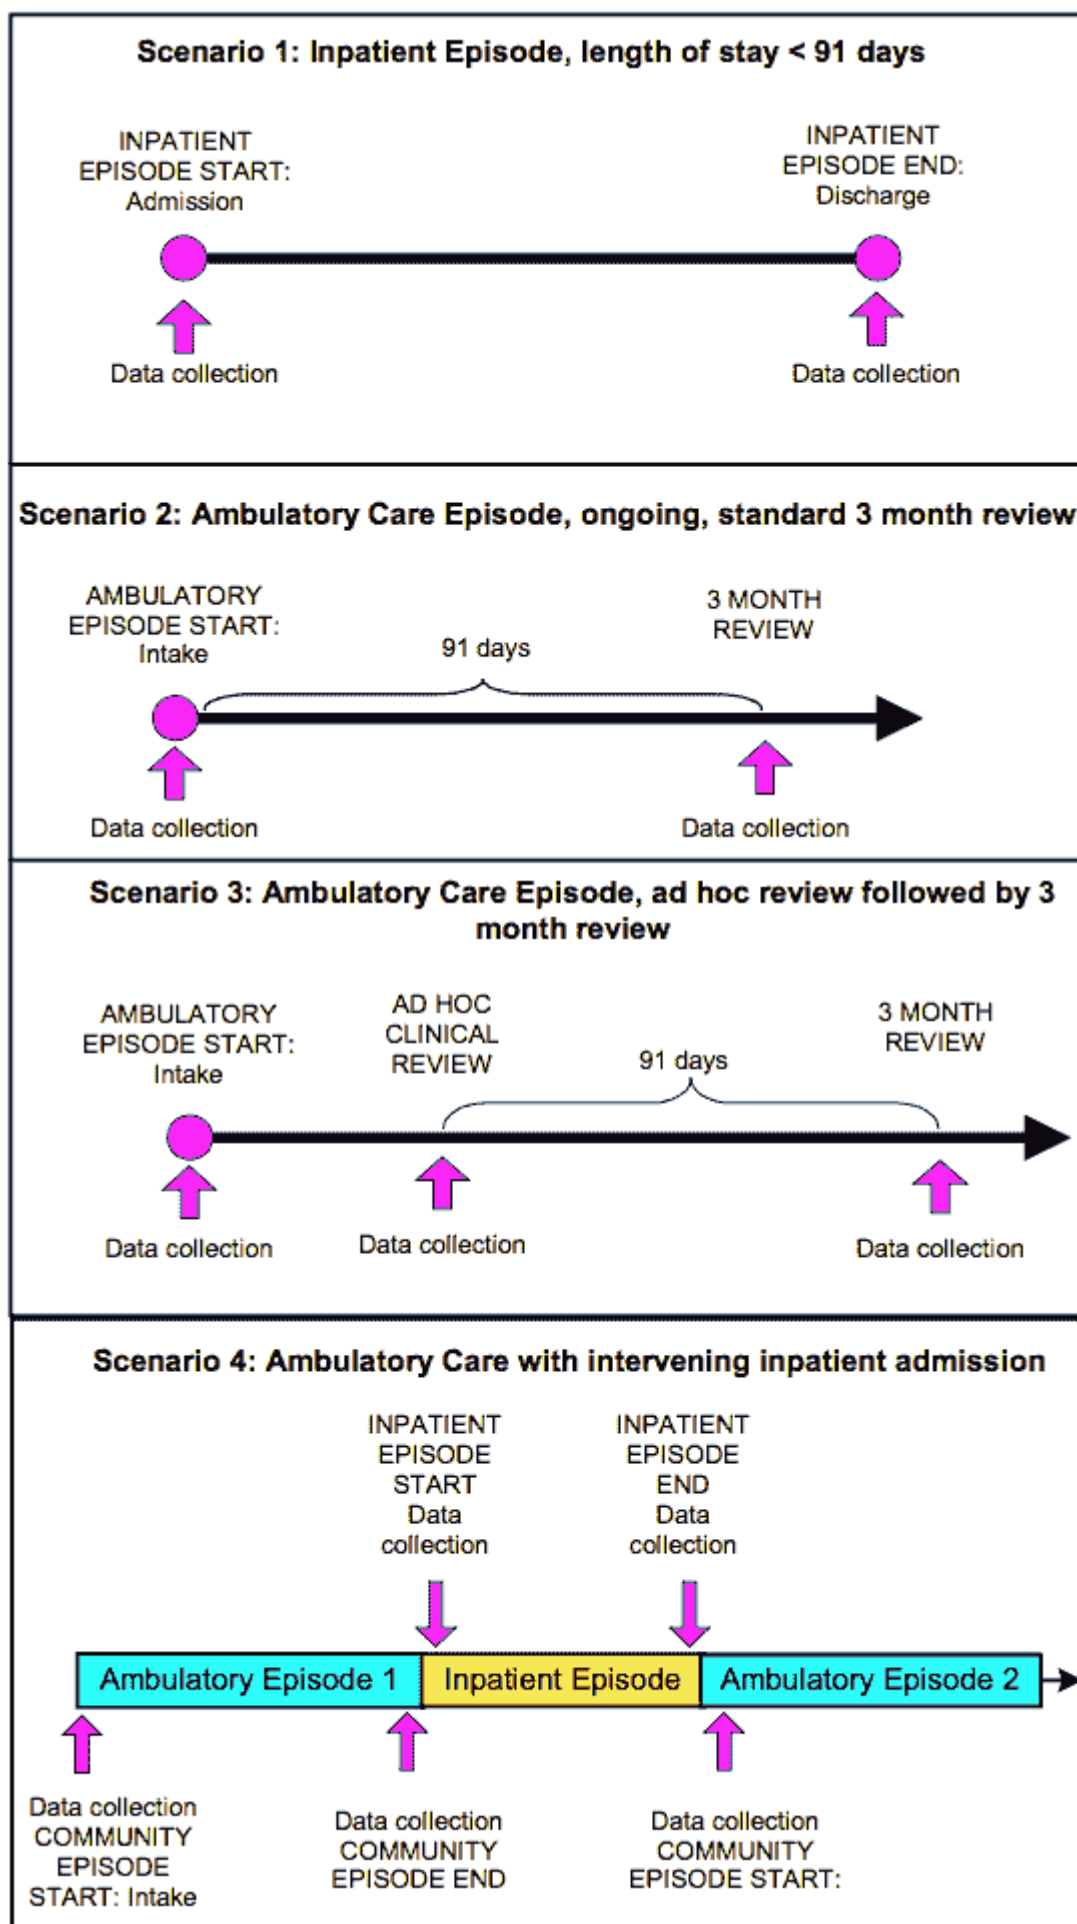 Scenario 1: Inpatient Episode, length of stay < 91 days
INPATIENT
EPISODE START:
Admission
INPATIENT
EPISODE END:
Discharge
Data collection
Data collection
Scenario 2: Ambulatory Care Episode, ongoing, standard 3 month review
AMBULATORY
EPISODE START:
Intake
91 days
3 MONTH
REVIEW
Data collection
Data collection
Scenario 3: Ambulatory Care Episode, ad hoc review followed by 3
month review
AMBULATORY
EPISODE START:
Intake
AD HOC
CLINICAL
REVIEW
91 days
3 MONTH
REVIEW
Data collection
Data collection
Data collection
Scenario 4: Ambulatory Care with intervening inpatient admission
INPATIENT
EPISODE
START
Data
collection
INPATIENT
EPISODE
END
Data
collection
Ambulatory Episode 1
Inpatient Episode
Ambulatory Episode 2
Data collection
COMMUNITY
EPISODE
START: Intake
Data collection
COMMUNITY
EPISODE END
Data collection
COMMUNITY
EPISODE START: